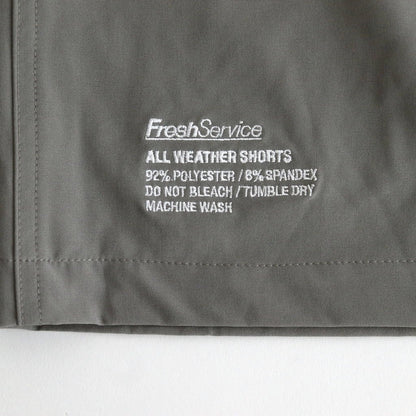 FreshService
ALL WEATHER SHORTS
92% POLYESTER / 8% SPANDEX
DO NOT BLEACH / TUMBLE DRY
MACHINE WASH